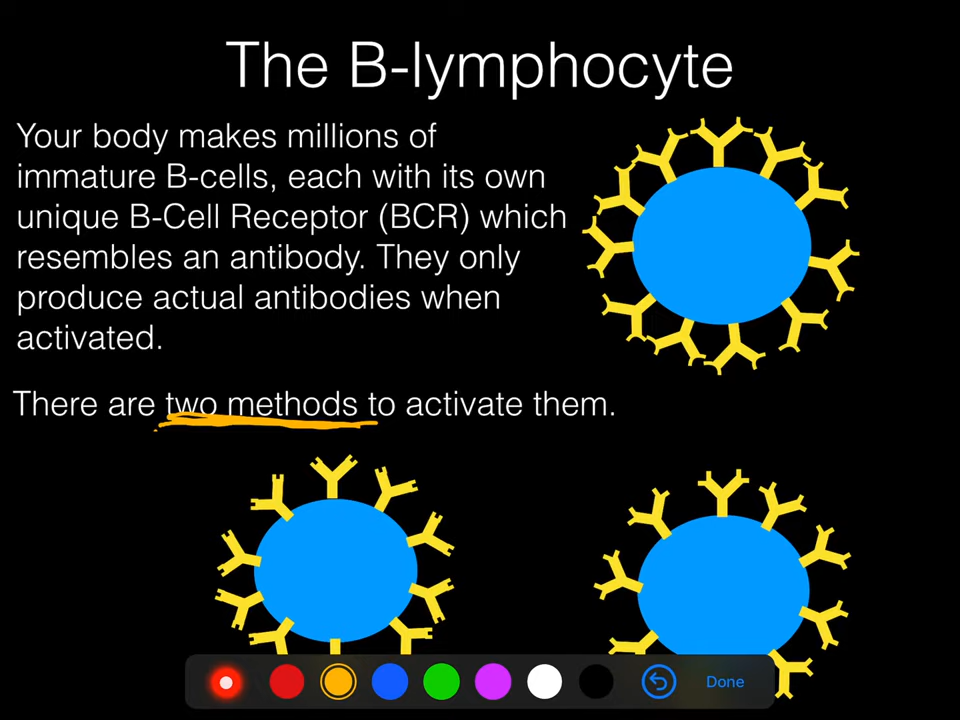 The B-lymphocyte
Your body makes millions of
immature B-cells, each with its own
unique B-Cell Receptor (BCR) which
resembles an antibody. They only
produce actual antibodies when
activated.
There are two methods to activate them.
Done